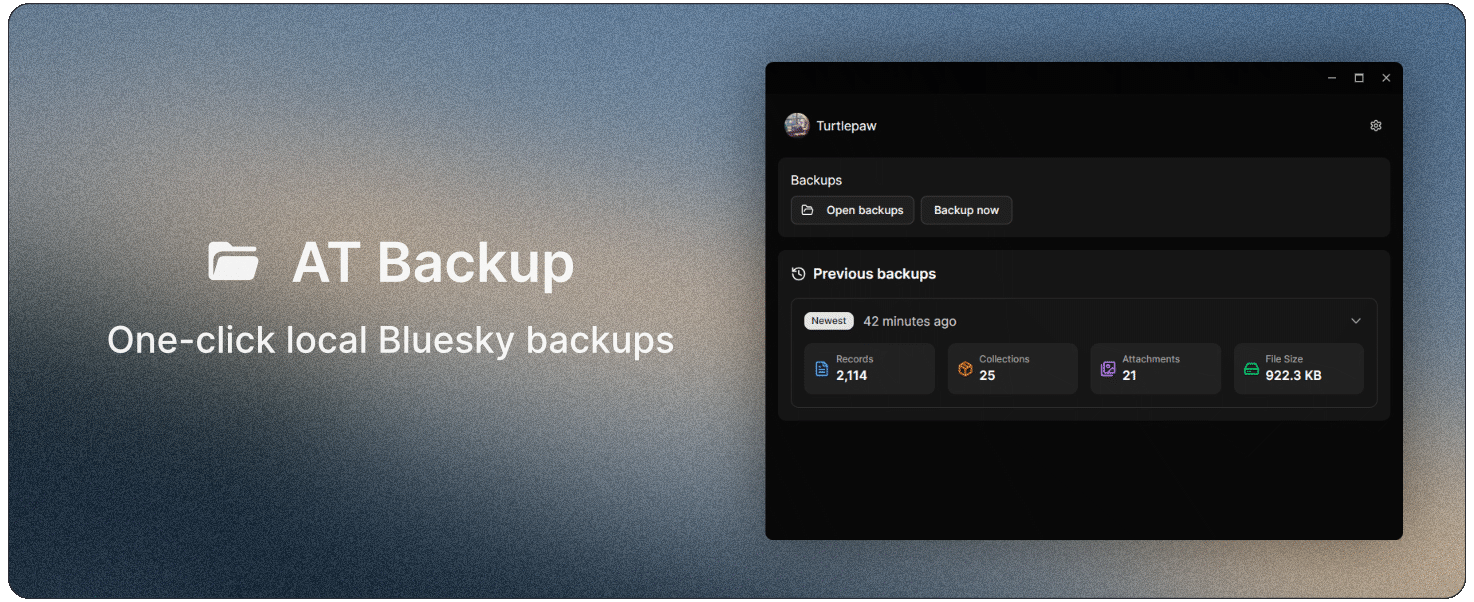 AT Backup
One-click local Bluesky backups
Turtlepaw
Backups
Open backups
Backup now
Previous backups
Newest 42 minutes ago
Records
2,114
Collections
25
Attachments
21
File Size
922.3 KB